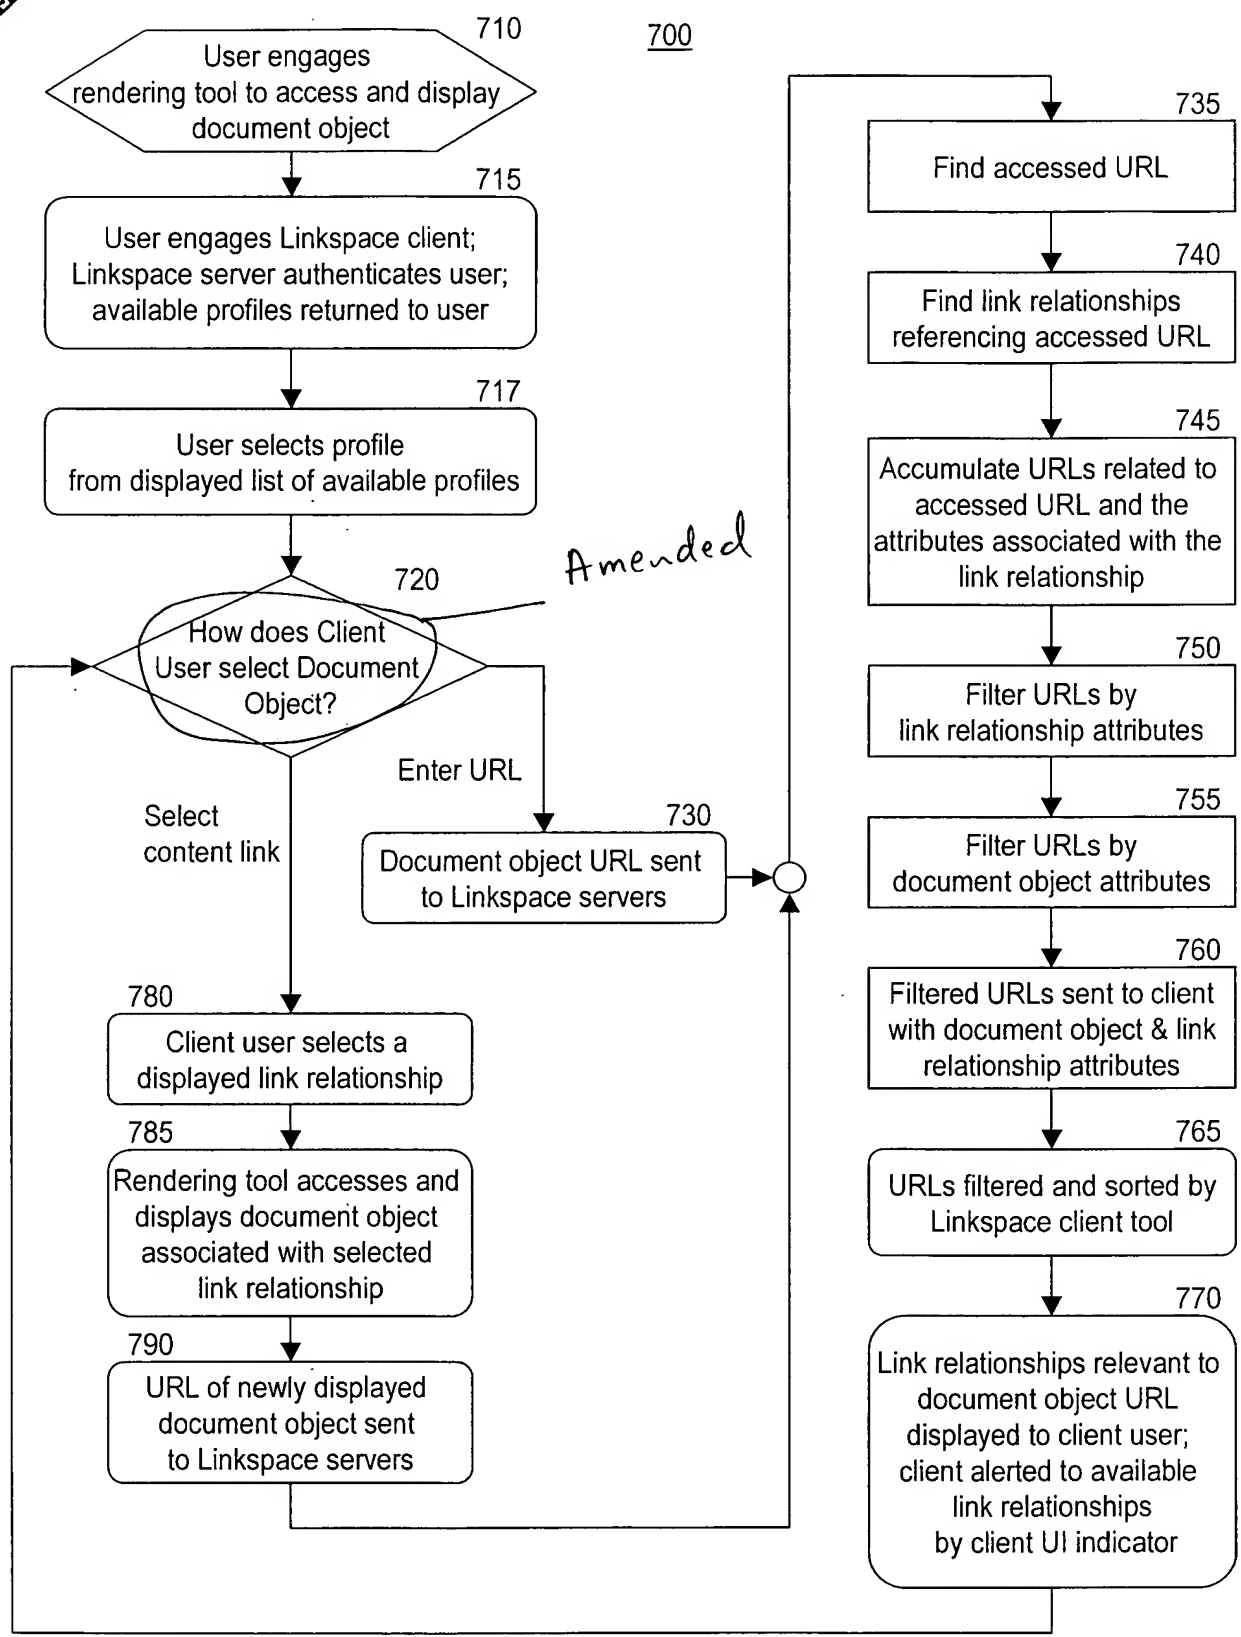 700
710
User engages
rendering tool to access and display
document object
715
User engages Linkspace client;
Linkspace server authenticates user;
available profiles returned to user
717
User selects profile
from displayed list of available profiles
Amended
720
How does Client
User select Document
Object?
Enter URL
Select
content link
730
Document object URL sent
to Linkspace servers
780
Client user selects a
displayed link relationship
785
Rendering tool accesses and
displays document object
associated with selected
link relationship
790
URL of newly displayed
document object sent
to Linkspace servers
735
Find accessed URL
740
Find link relationships
referencing accessed URL
745
Accumulate URLs related to
accessed URL and the
attributes associated with the
link relationship
750
Filter URLs by
link relationship attributes
755
Filter URLs by
document object attributes
760
Filtered URLs sent to client
with document object & link
relationship attributes
765
URLs filtered and sorted by
Linkspace client tool
770
Link relationships relevant to
document object URL
displayed to client user;
client alerted to available
link relationships
by client UI indicator